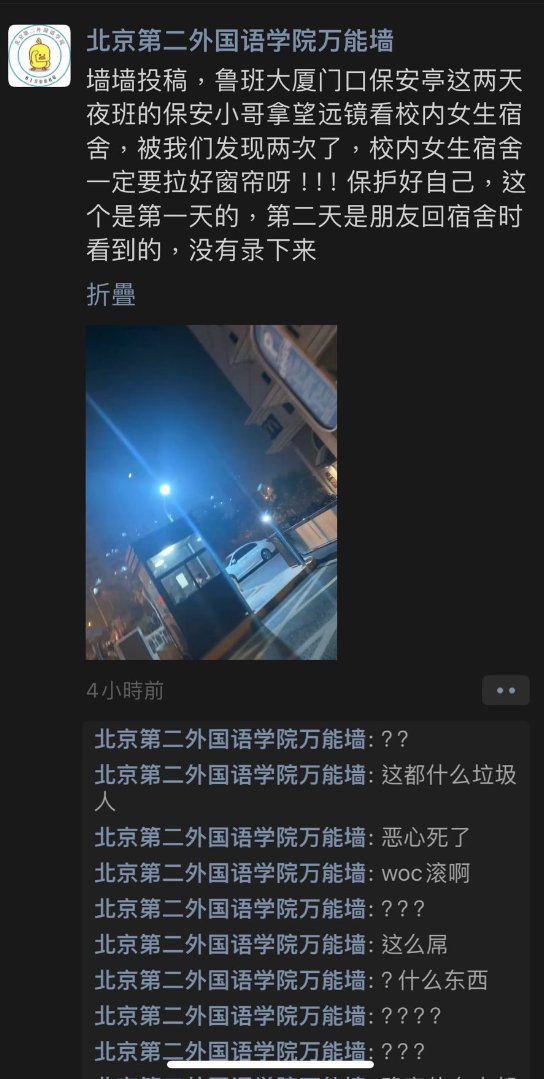 北京第二外国语学院万能墙
墙墙投稿，鲁班大厦门口保安亭这两天
夜班的保安小哥拿望远镜看校内女生宿
舍，被我们发现两次了，校内女生宿舍
一定要拉好窗帘呀！!！保护好自己，这
个是第一天的，第二天是朋友回宿舍时
看到的，没有录下来
折疊
4小時前
北京第二外国语学院万能墙: ??
北京第二外国语学院万能墙: 这都什么垃圾
人
北京第二外国语学院万能墙: 恶心死了
北京第二外国语学院万能墙: woc滚啊
北京第二外国语学院万能墙: ???
北京第二外国语学院万能墙: 这么屌
北京第二外国语学院万能墙: ?什么东西
北京第二外国语学院万能墙: ????
北京第二外国语学院万能墙: ???